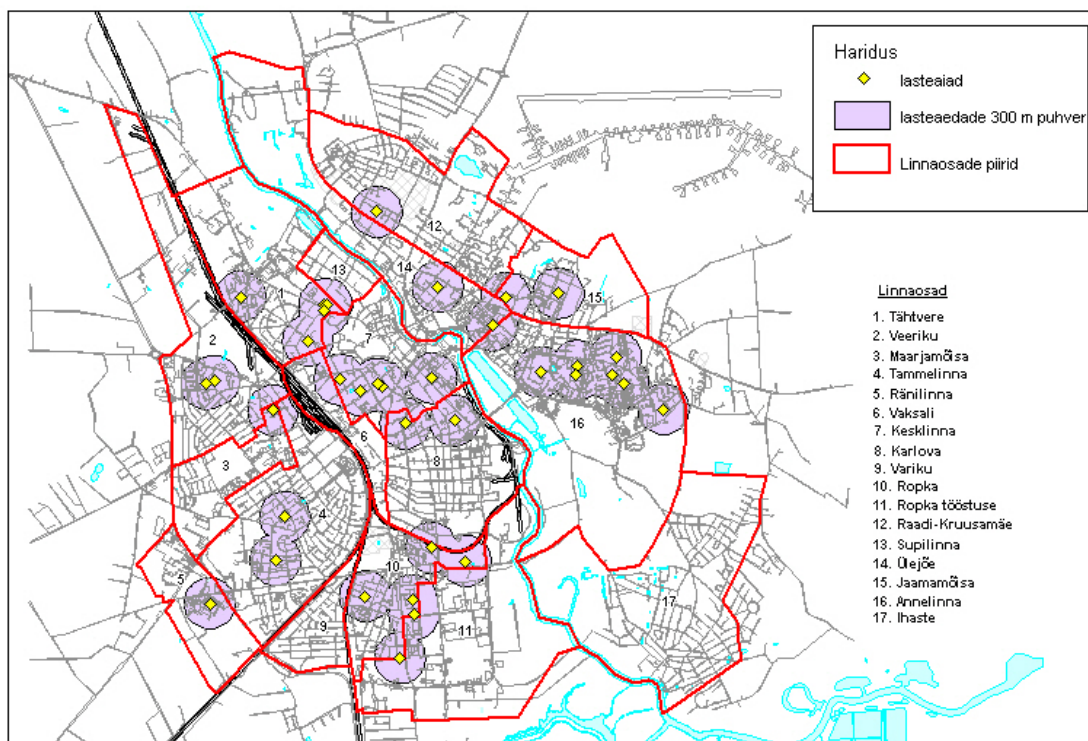 Haridus
lasteaiad
lasteaedade 300 m puhver
Linnaosade piirid
12
13
14
1
15
7
2
16
6
8
3
4
10
17
5
9
11
Linnaosad
1. Tähtvere
2. Veeriku
3. Maarjamõisa
4. Tammelinna
5. Ränilinna
6. Vaksali
7. Kesklinna
8. Karlova
9. Variku
10. Ropka
11. Ropka tööstuse
12. Raadi-Kruusamäe
13. Supilinna
14. Ülejõe
15. Jaamamõisa
16. Annelinna
17. Ihaste